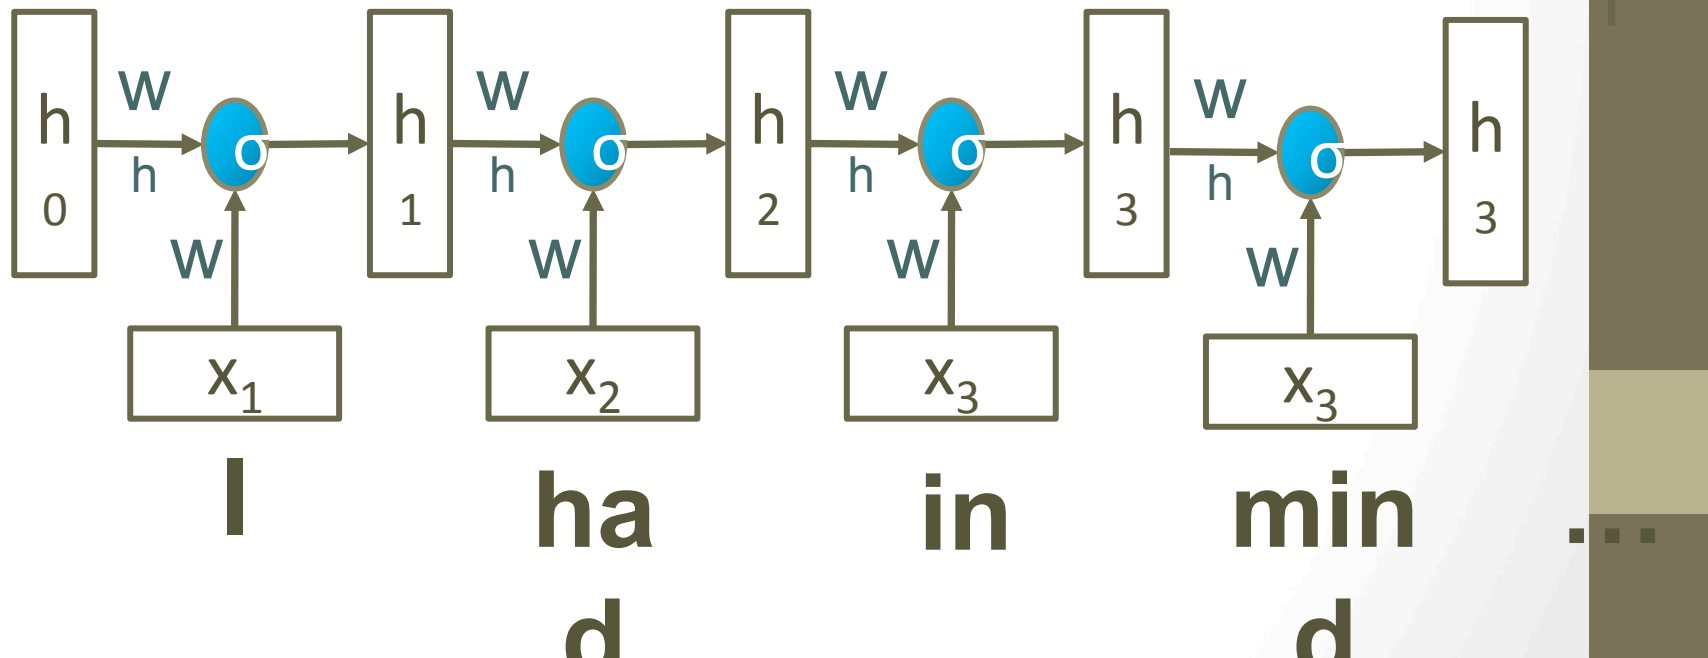 W W W W
h σ h σ h σ h σ h
h h h h
0 1 2 3 3
W W W W
x₁ x₂ x₃ x₃
I ha in min ...
d d